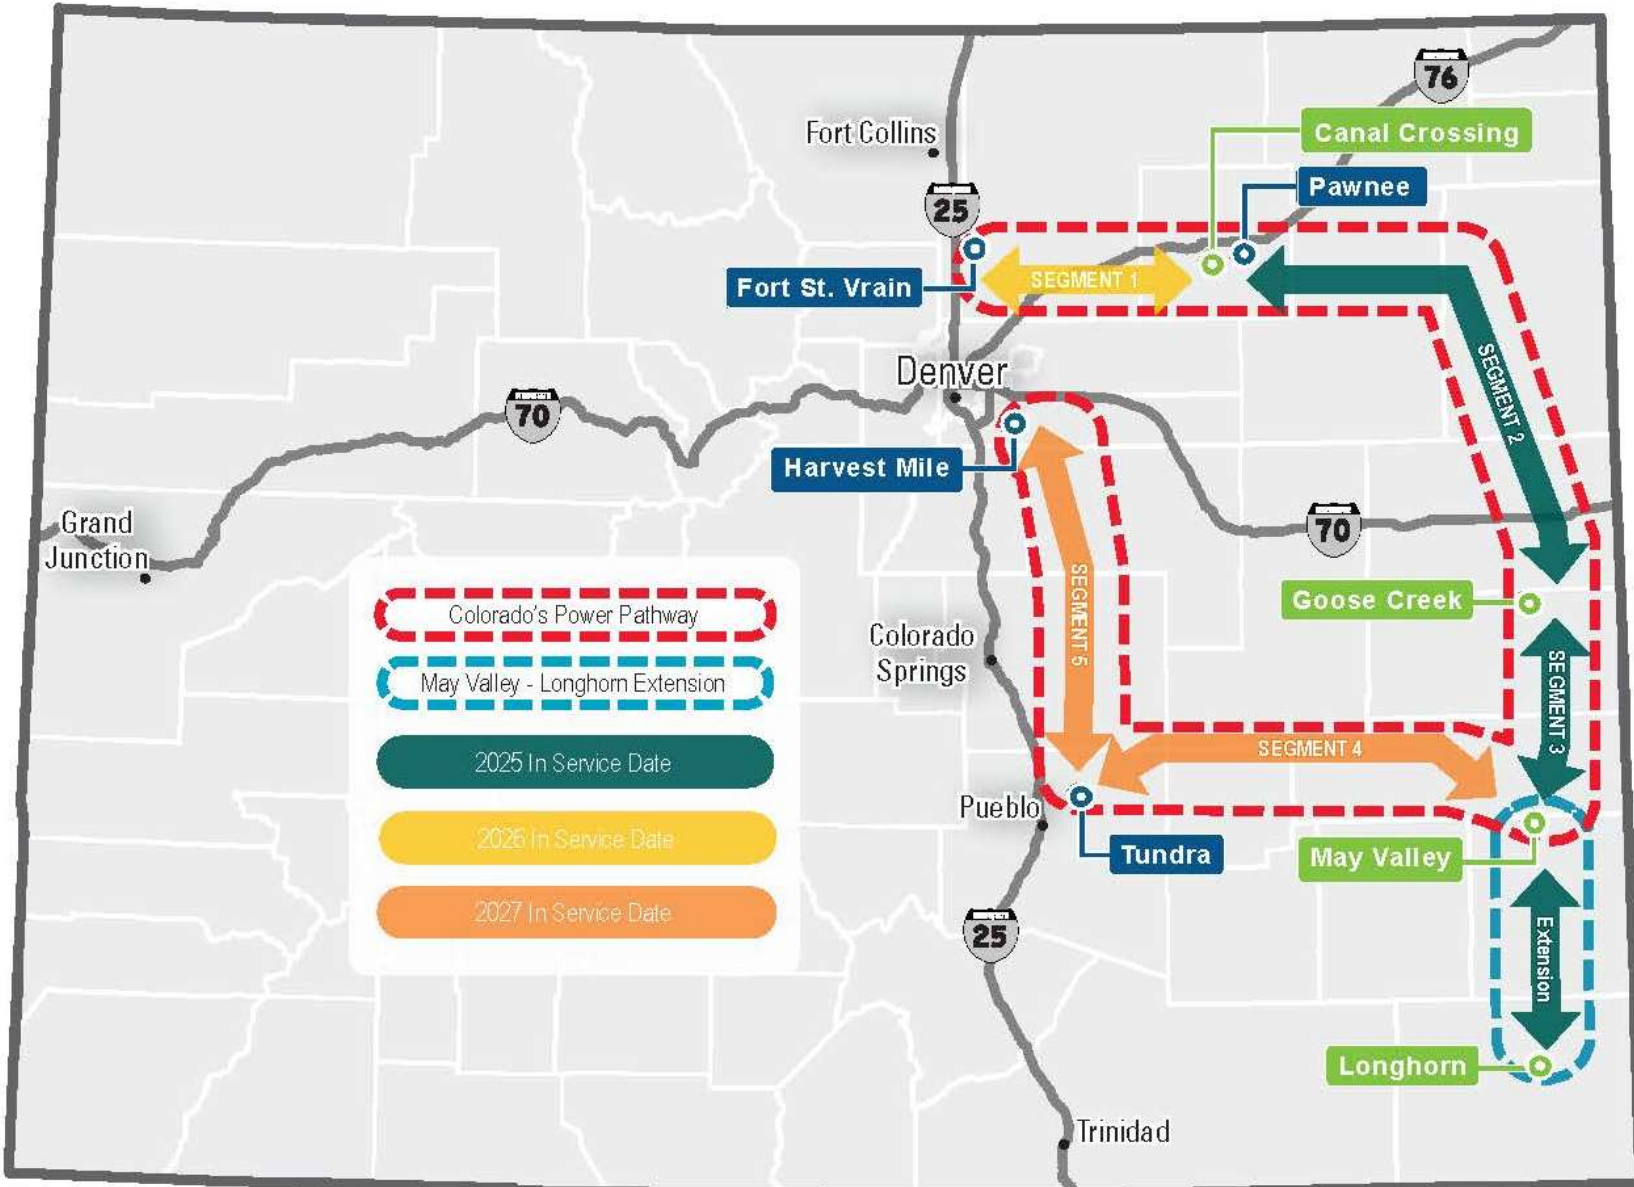 76
Fort Collins
Canal Crossing
Pawnee
25
Fort St. Vrain
SEGMENT 1
Denver
SEGMENT 2
70
Harvest Mile
Grand
Junction
70
Colorado's Power Pathway
May Valley - Longhorn Extension
2025 In Service Date
2026 In Service Date
2027 In Service Date
SEGMENT 5
Goose Creek
Colorado
Springs
SEGMENT 3
SEGMENT 4
Pueblo
Tundra
May Valley
25
Extension
Longhorn
Trinidad